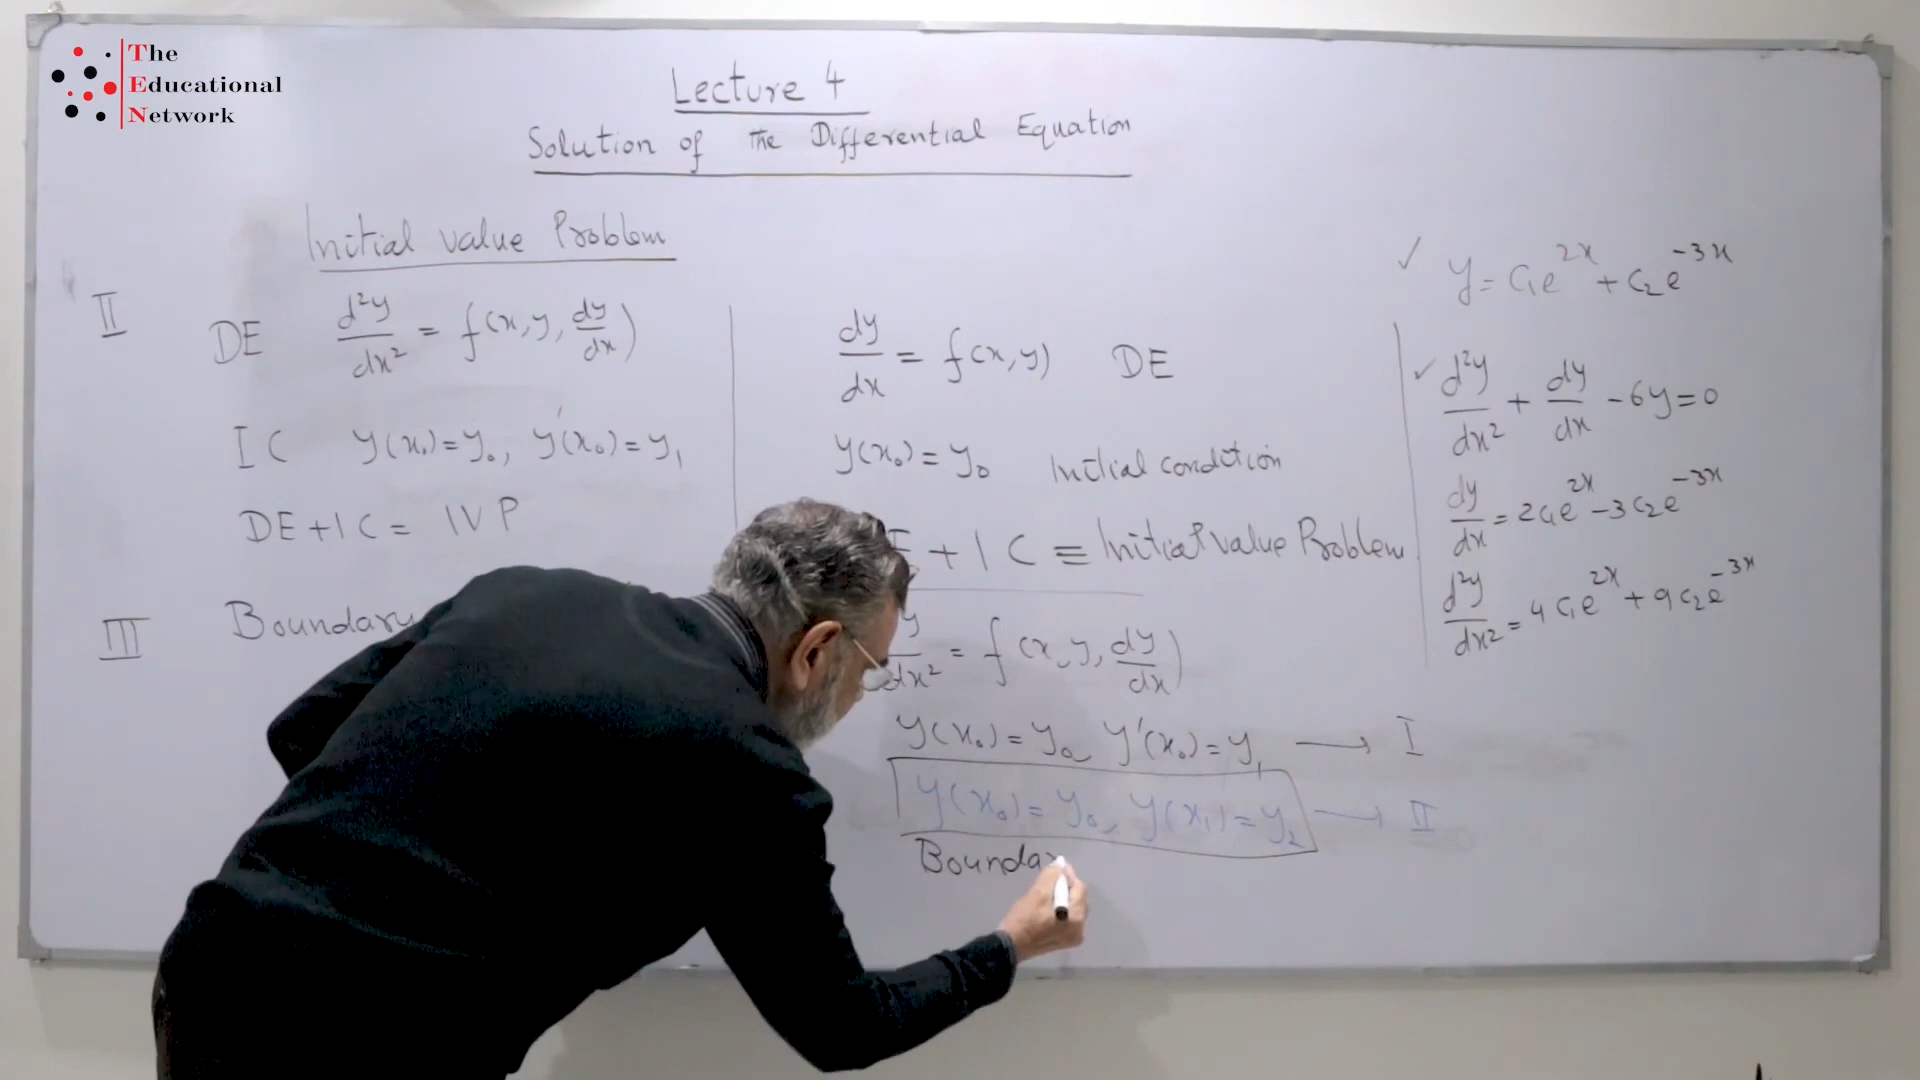 The
Educational
Network
Lecture 4
Solution of The Differential Equation
Initial value Problem
II
DE d²y/dx² = f(x, y, dy/dx)
IC y(x₀)=y₀, y'(x₀)=y₁
DE+IC = IVP
III Boundary
dy/dx = f(x,y) DE
y(x₀)=y₀ Initial condition
+ IC ≡ Initial value Problem
y/dx² = f(x, y, dy/dx)
y(x₀)=y₀, y'(x₀)=y₁ → I
y(x₀)=y₀, y(x₁)=y₂ → II
Boundar
✓ y = c₁e^2x + c₂e^-3x
✓ d²y/dx² + dy/dx - 6y = 0
dy/dx = 2c₁e^2x - 3c₂e^-3x
d²y/dx² = 4c₁e^2x + 9c₂e^-3x